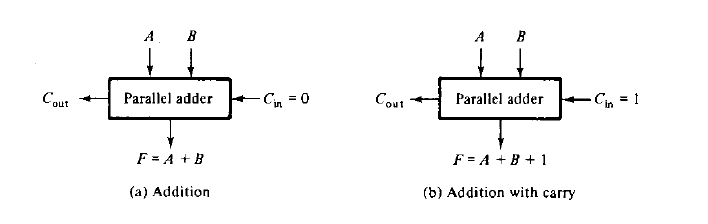 A B
C_out Parallel adder C_in = 0
F = A + B
(a) Addition
A B
C_out Parallel adder C_in = 1
F = A + B + 1
(b) Addition with carry